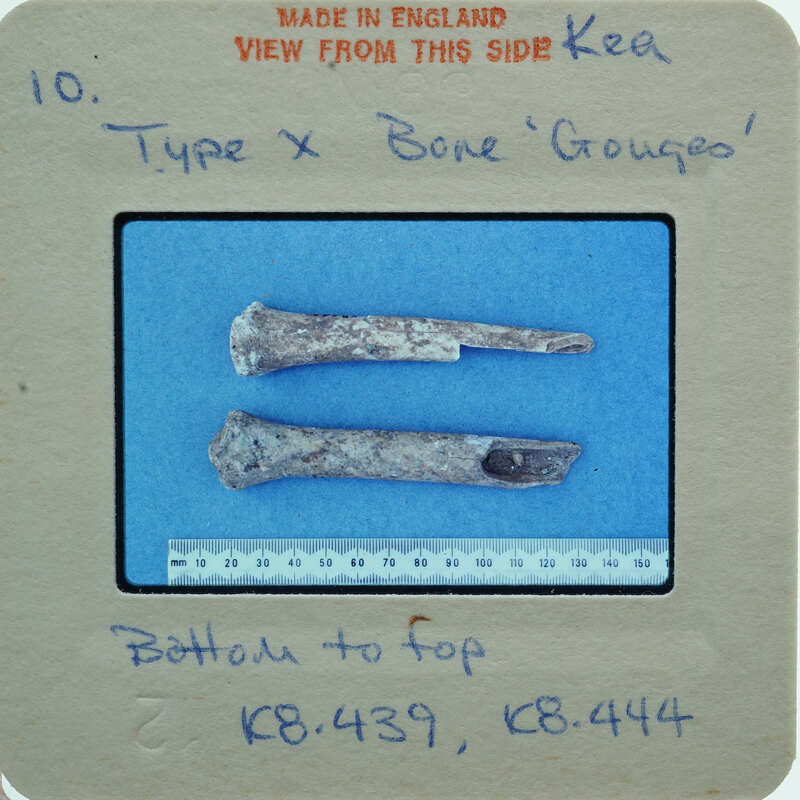 MADE IN ENGLAND
VIEW FROM THIS SIDE Kea
10.
Type X Bone 'Gouges'
mm 10 20 30 40 50 60 70 80 90 100 110 120 130 140 150 1
Bottom to top
K8.439, K8.444